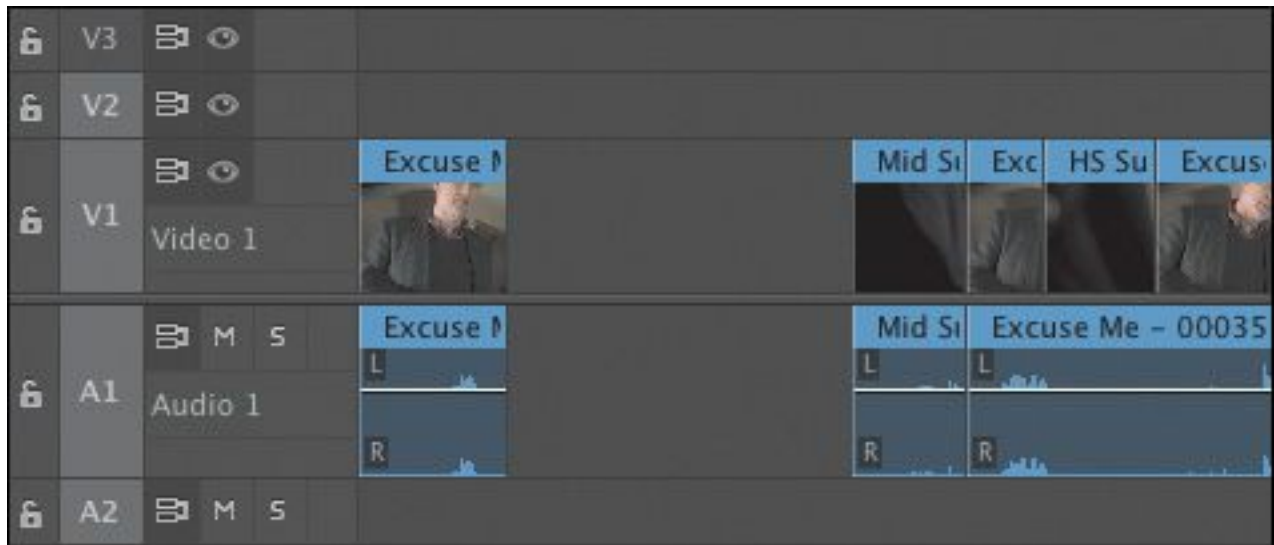 V3
V2
Excuse M
Mid Su
Exc
HS Su
Excus
V1
Video 1
M S
Excuse M
Mid Su
Excuse Me - 00035
L
L
L
A1
Audio 1
R
R
R
A2
M S